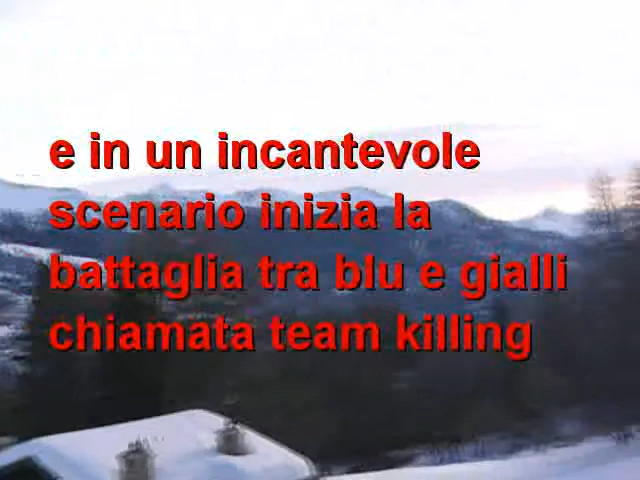 e in un incantevole
scenario inizia la
battaglia tra blu e gialli
chiamata team killing